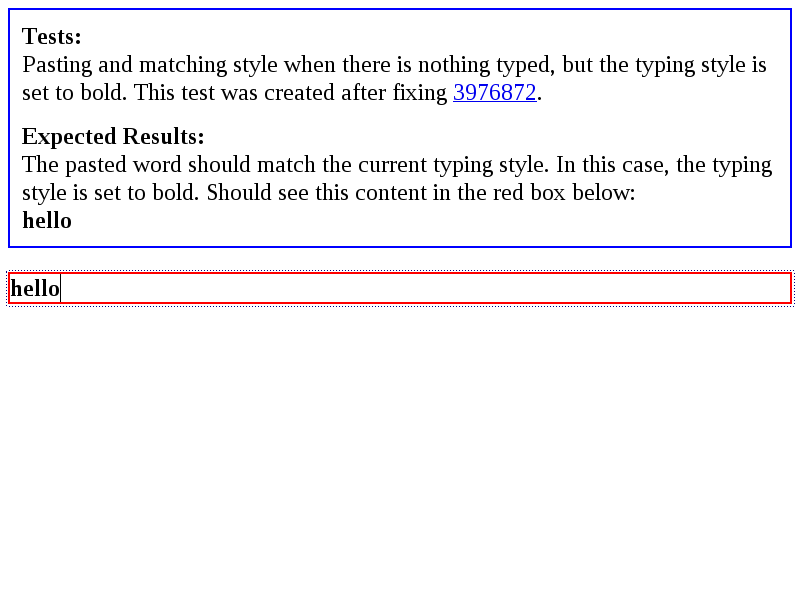 Tests:
Pasting and matching style when there is nothing typed, but the typing style is
set to bold. This test was created after fixing 3976872.
Expected Results:
The pasted word should match the current typing style. In this case, the typing
style is set to bold. Should see this content in the red box below:
hello
hello